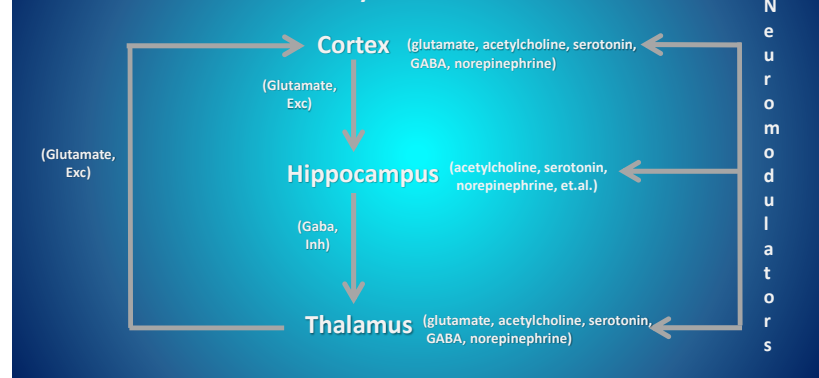 Cortex (glutamate, acetylcholine, serotonin,
GABA, norepinephrine)
(Glutamate,
Exc)
(Glutamate,
Exc)
Hippocampus (acetylcholine, serotonin,
norepinephrine, et.al.)
(Gaba,
Inh)
Thalamus (glutamate, acetylcholine, serotonin,
GABA, norepinephrine)
Neuromodulators